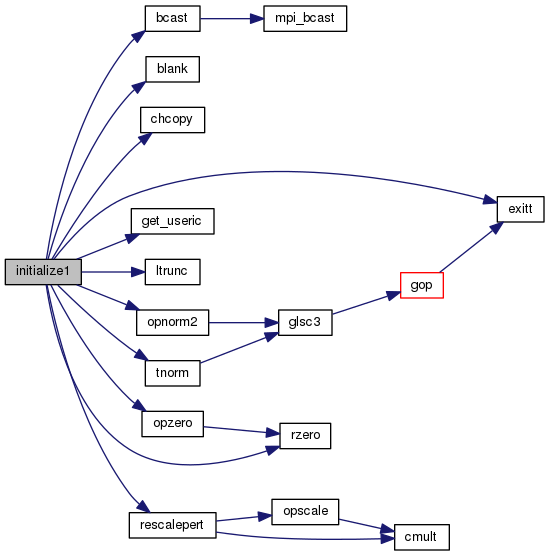 bcast
mpi_bcast
blank
chcopy
exitt
get_useric
initialize1
ltrunc
gop
opnorm2
glsc3
tnorm
opzero
rzero
opscale
rescalepert
cmult